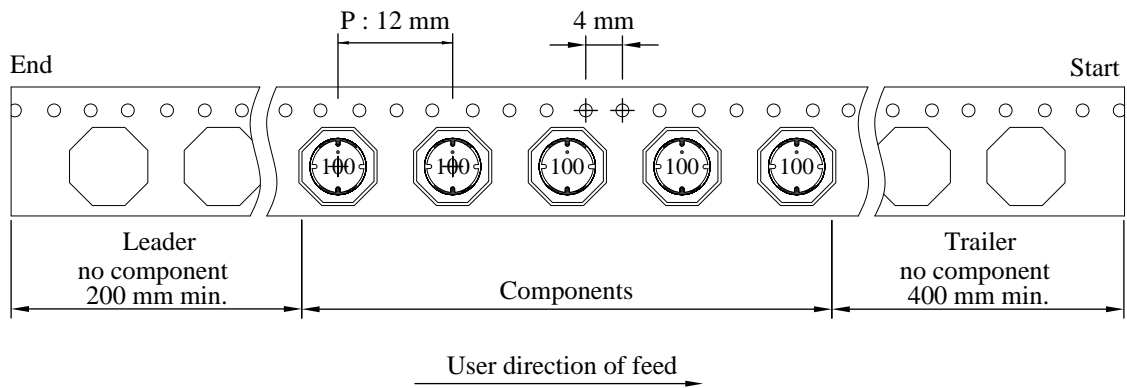 P : 12 mm
4 mm
End
Start
100 100 100 100 100
Leader
no component
200 mm min.
Components
Trailer
no component
400 mm min.
User direction of feed